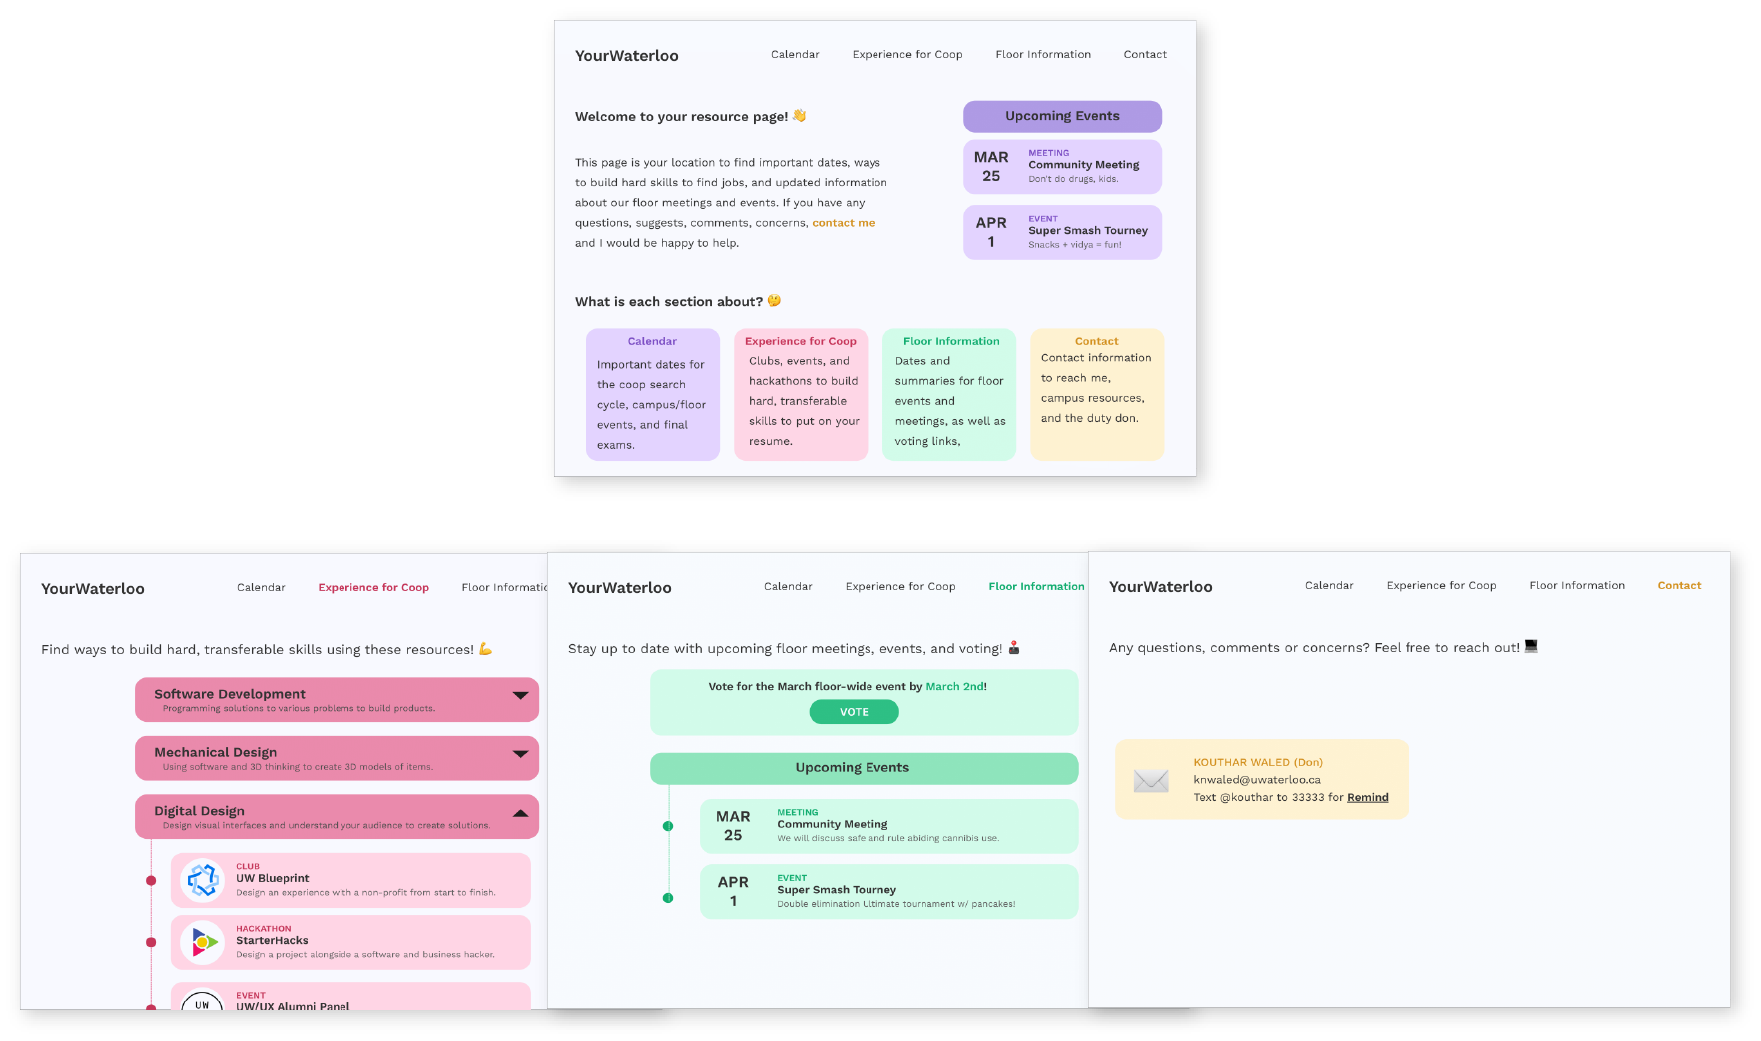 YourWaterloo
Calendar
Experience for Coop
Floor Information
Contact
Welcome to your resource page! 👋
This page is your location to find important dates, ways
to build hard skills to find jobs, and updated information
about our floor meetings and events. If you have any
questions, suggests, comments, concerns, contact me
and I would be happy to help.
Upcoming Events
MAR
25
MEETING
Community Meeting
Don't do drugs, kids.
APR
1
EVENT
Super Smash Tourney
Snacks + vidya = fun!
What is each section about? 🤔
Calendar
Important dates for
the coop search
cycle, campus/floor
events, and final
exams.
Experience for Coop
Clubs, events, and
hackathons to build
hard, transferable
skills to put on your
resume.
Floor Information
Dates and
summaries for floor
events and
meetings, as well as
voting links,
Contact
Contact information
to reach me,
campus resources,
and the duty don.
YourWaterloo
Calendar
Experience for Coop
Floor Informatio
Find ways to build hard, transferable skills using these resources! 💪
Software Development
Programming solutions to various problems to build products.
Mechanical Design
Using software and 3D thinking to create 3D models of items.
Digital Design
Design visual interfaces and understand your audience to create solutions.
CLUB
UW Blueprint
Design an experience with a non-profit from start to finish.
HACKATHON
StarterHacks
Design a project alongside a software and business hacker.
UW
EVENT
UW/UX Alumni Panel
YourWaterloo
Calendar
Experience for Coop
Floor Information
Stay up to date with upcoming floor meetings, events, and voting! 🕹️
Vote for the March floor-wide event by March 2nd!
VOTE
Upcoming Events
MAR
25
MEETING
Community Meeting
We will discuss safe and rule abiding cannibis use.
APR
1
EVENT
Super Smash Tourney
Double elimination Ultimate tournament w/ pancakes!
YourWaterloo
Calendar
Experience for Coop
Floor Information
Contact
Any questions, comments or concerns? Feel free to reach out! 💻
KOUTHAR WALED (Don)
knwaled@uwaterloo.ca
Text @kouthar to 33333 for Remind